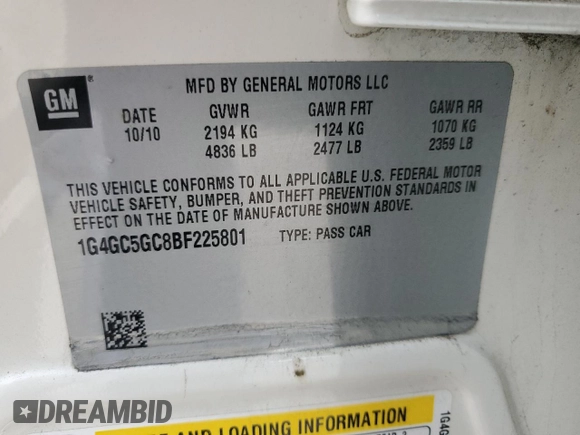 GM
MFD BY GENERAL MOTORS LLC
DATE GVWR GAWR FRT GAWR RR
10/10 2194 KG 1124 KG 1070 KG
4836 LB 2477 LB 2359 LB
THIS VEHICLE CONFORMS TO ALL APPLICABLE U.S. FEDERAL MOTOR
VEHICLE SAFETY, BUMPER, AND THEFT PREVENTION STANDARDS IN
EFFECT ON THE DATE OF MANUFACTURE SHOWN ABOVE.
1G4GC5GC8BF225801 TYPE: PASS CAR
AND LOADING INFORMATION
1G4G
DREAMBID